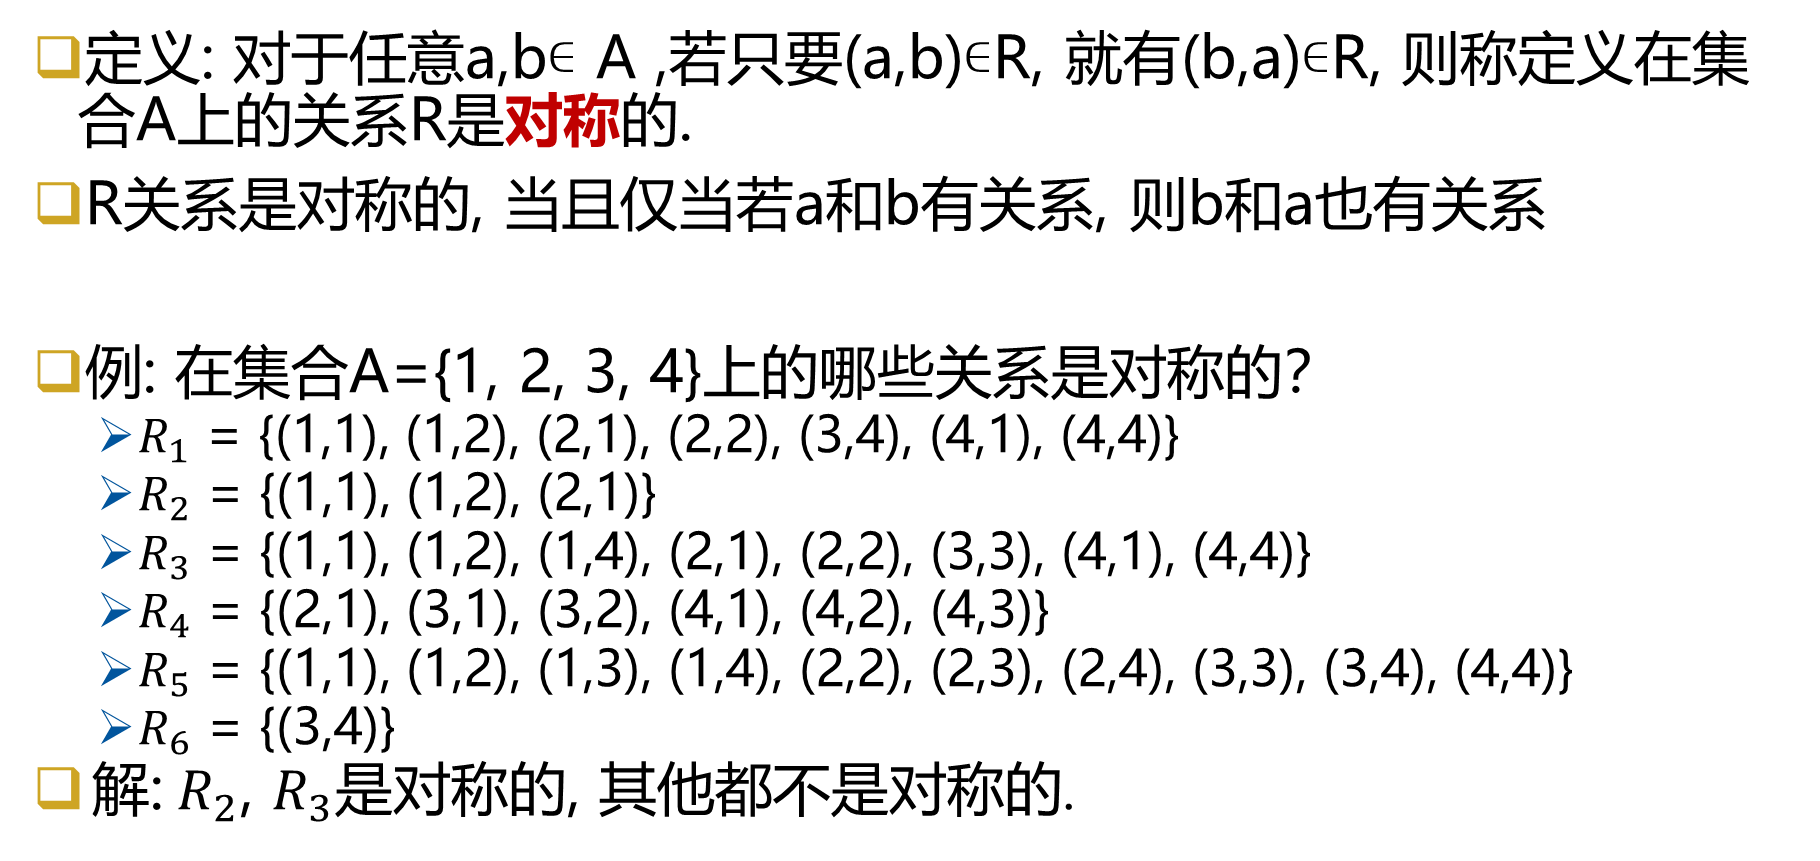 ❑定义: 对于任意a,b∈ A ,若只要(a,b)∈R, 就有(b,a)∈R, 则称定义在集
合A上的关系R是对称的.
❑R关系是对称的, 当且仅当若a和b有关系, 则b和a也有关系
❑例: 在集合A={1, 2, 3, 4}上的哪些关系是对称的?
➢R₁ = {(1,1), (1,2), (2,1), (2,2), (3,4), (4,1), (4,4)}
➢R₂ = {(1,1), (1,2), (2,1)}
➢R₃ = {(1,1), (1,2), (1,4), (2,1), (2,2), (3,3), (4,1), (4,4)}
➢R₄ = {(2,1), (3,1), (3,2), (4,1), (4,2), (4,3)}
➢R₅ = {(1,1), (1,2), (1,3), (1,4), (2,2), (2,3), (2,4), (3,3), (3,4), (4,4)}
➢R₆ = {(3,4)}
❑解: R₂, R₃是对称的, 其他都不是对称的.